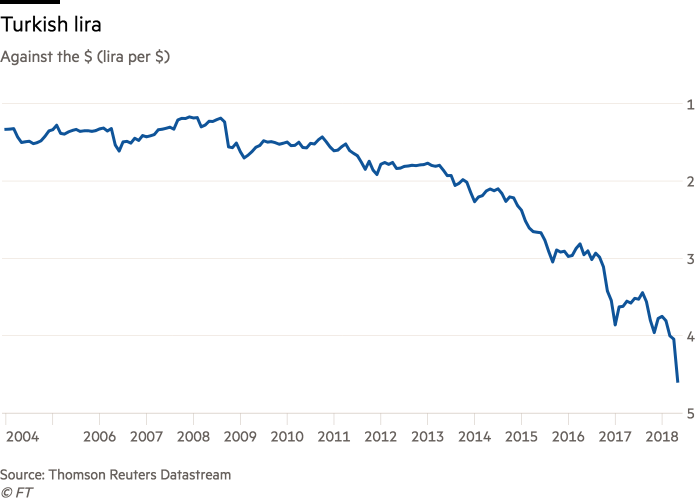 Turkish lira
Against the $ (lira per $)
1
2
3
4
5
2004 2006 2007 2008 2009 2010 2011 2012 2013 2014 2015 2016 2017 2018
Source: Thomson Reuters Datastream
© FT